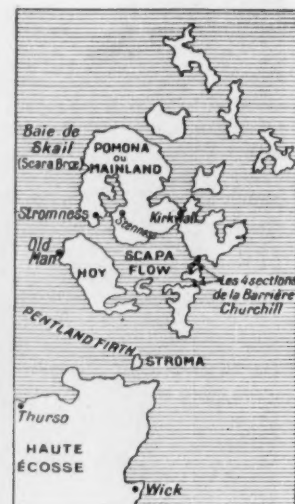 Baie de
Skail
(Scara Brae)
POMONA
OU
MAINLAND
Stromness
Stenness
Kirkwall
Old
Man
HOY
SCAPA
FLOW
Les 4 sections
de la Barrière
Churchill
PENTLAND FIRTH
STROMA
Thurso
HAUTE
ÉCOSSE
Wick